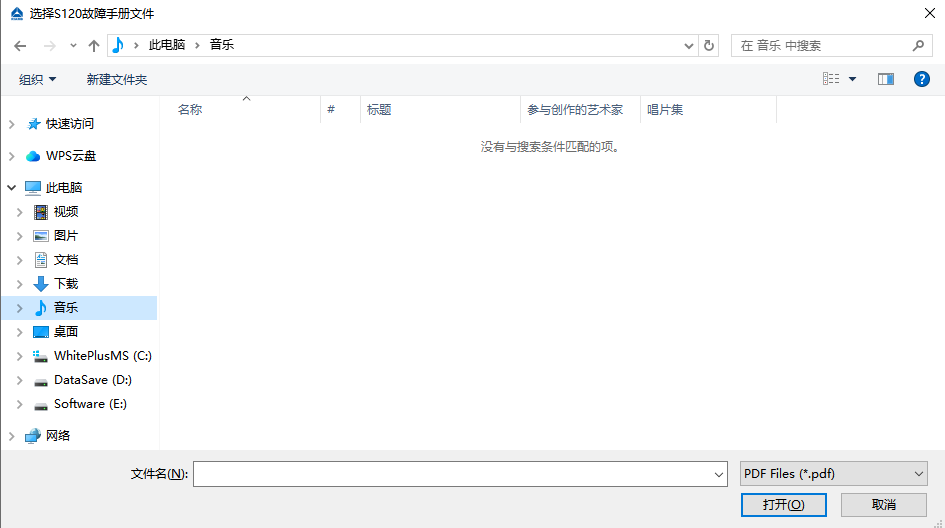 选择S120故障手册文件
此电脑 音乐
在 音乐 中搜索
组织 新建文件夹
名称 # 标题 参与创作的艺术家 唱片集
没有与搜索条件匹配的项。
快速访问
WPS云盘
此电脑
视频
图片
文档
下载
音乐
桌面
WhitePlusMS (C:)
DataSave (D:)
Software (E:)
网络
文件名(N):
PDF Files (*.pdf)
打开(O) 取消